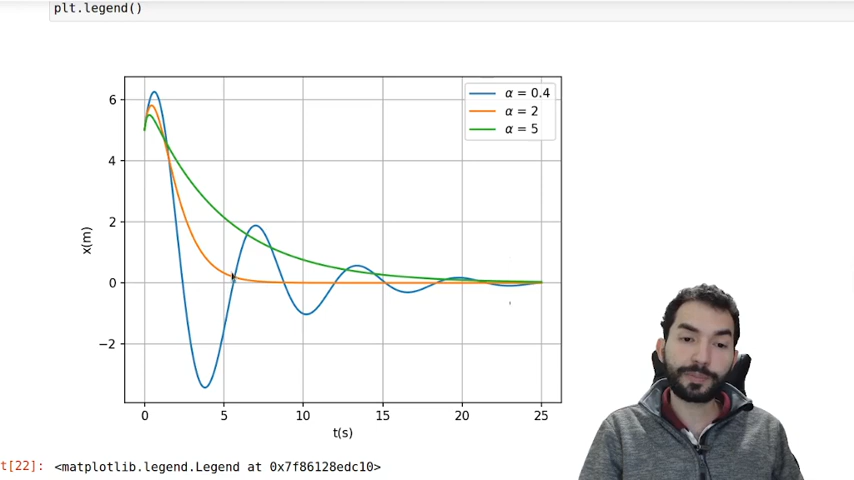 plt.legend()
α = 0.4
α = 2
α = 5
6
4
2
0
−2
x(m)
0
5
10
15
20
25
t(s)
t[22]: <matplotlib.legend.Legend at 0x7f86128edc10>